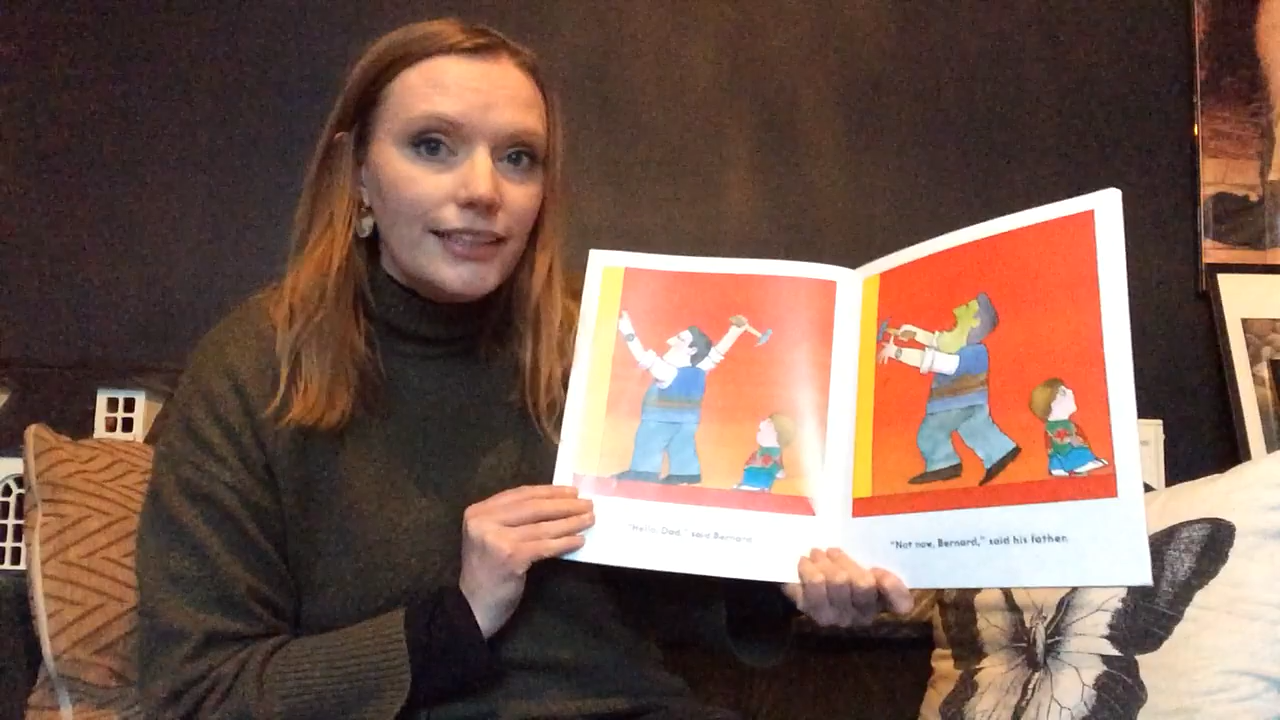 "Hello, Dad," said Bernard.
"Not now, Bernard," said his father.